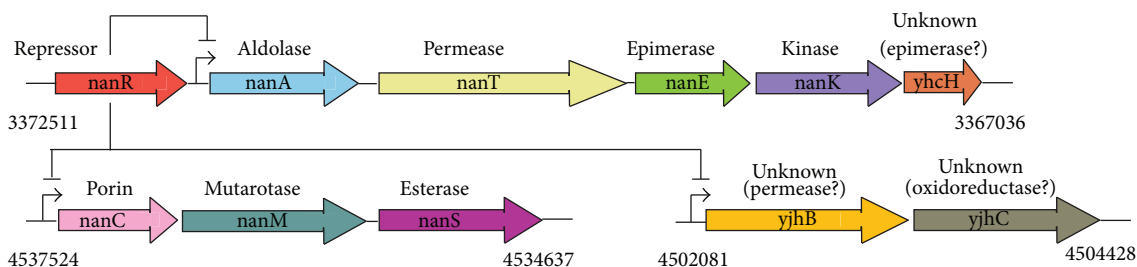 Unknown
Repressor Aldolase Permease Epimerase Kinase (epimerase?)
nanR nanA nanT nanE nanK yhcH
3372511 3367036
Unknown Unknown
Porin Mutarotase Esterase (permease?) (oxidoreductase?)
nanC nanM nanS yjhB yjhC
4537524 4534637 4502081 4504428